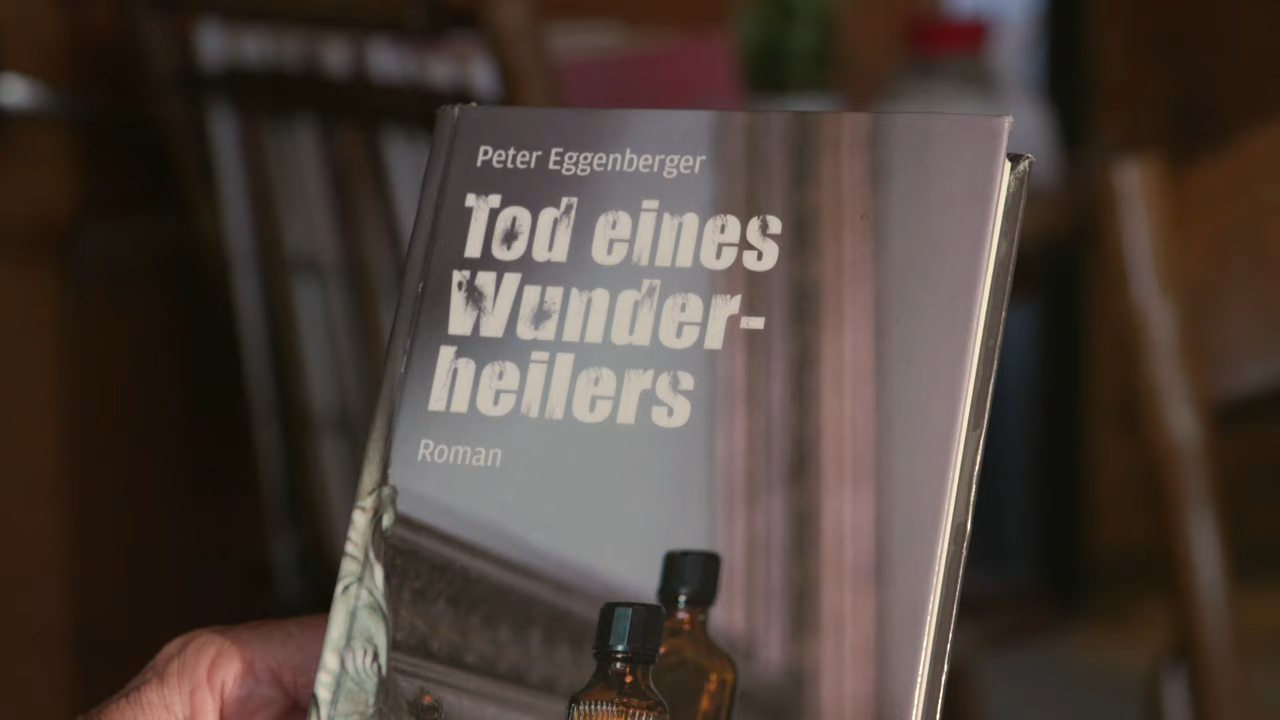 Peter Eggenberger
Tod eines
Wunder-
heilers
Roman